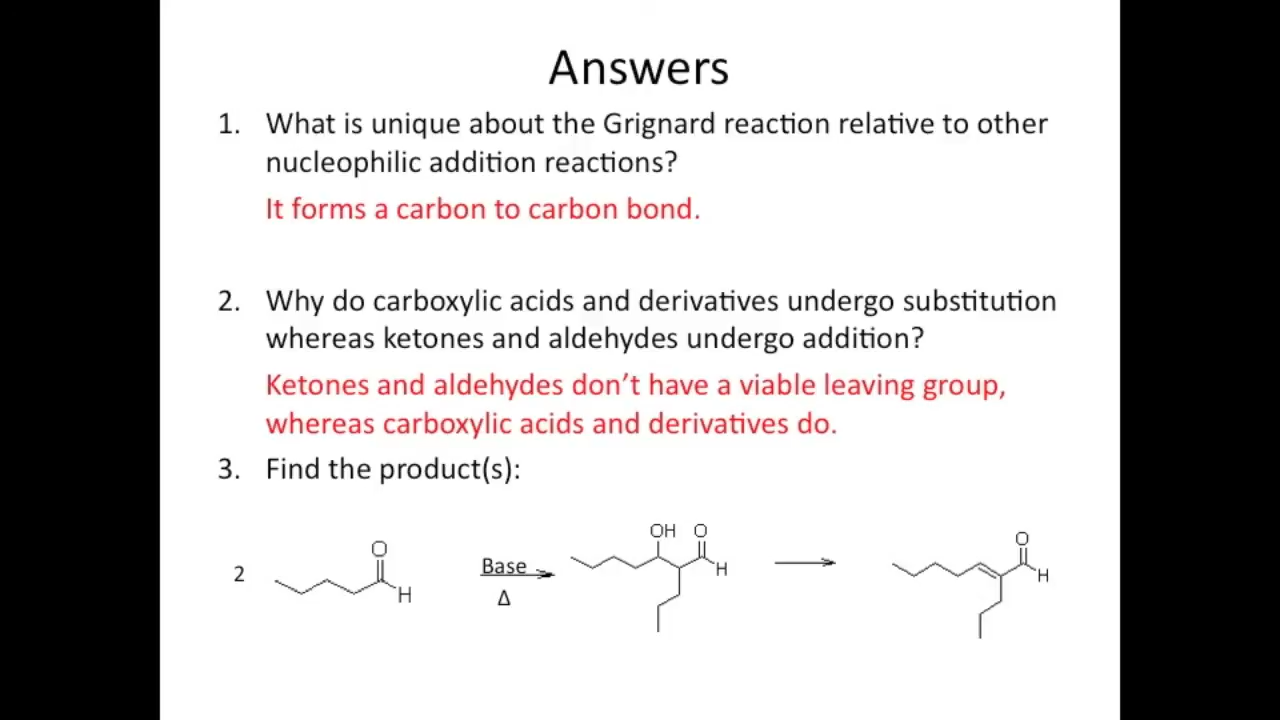 Answers
1. What is unique about the Grignard reaction relative to other
nucleophilic addition reactions?
It forms a carbon to carbon bond.
2. Why do carboxylic acids and derivatives undergo substitution
whereas ketones and aldehydes undergo addition?
Ketones and aldehydes don’t have a viable leaving group,
whereas carboxylic acids and derivatives do.
3. Find the product(s):
OH O
O
O
2 Base H H
H Δ